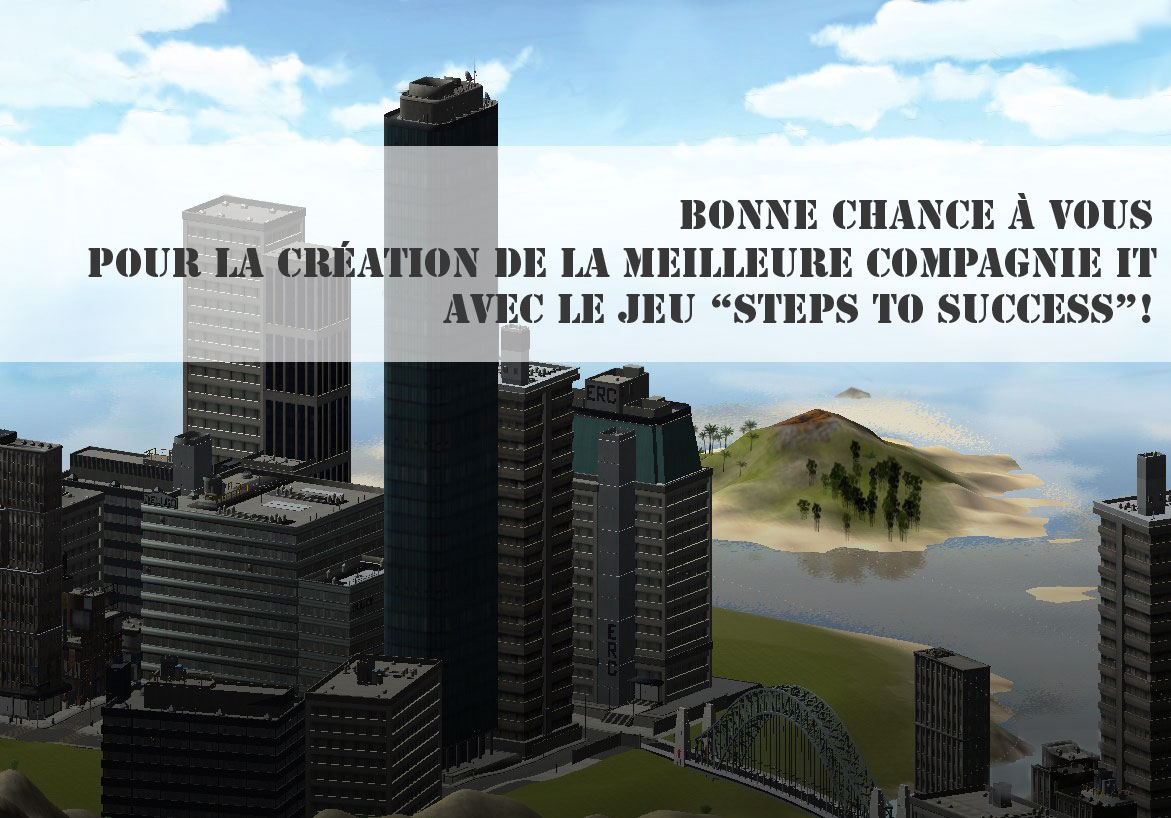 BONNE CHANCE À VOUS
POUR LA CRÉATION DE LA MEILLEURE COMPAGNIE IT
AVEC LE JEU “STEPS TO SUCCESS”!
ERC
ERC